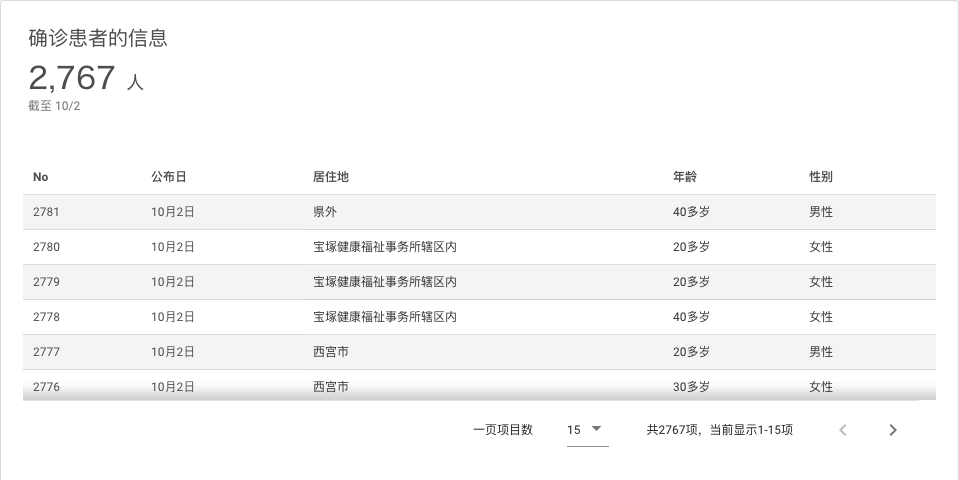 确诊患者的信息
2,767 人
截至 10/2
No 公布日 居住地 年龄 性别
2781 10月2日 県外 40多岁 男性
2780 10月2日 宝塚健康福祉事务所辖区内 20多岁 女性
2779 10月2日 宝塚健康福祉事务所辖区内 20多岁 女性
2778 10月2日 宝塚健康福祉事务所辖区内 40多岁 女性
2777 10月2日 西宫市 20多岁 男性
2776 10月2日 西宫市 30多岁 女性
一页项目数 15 共2767项，当前显示1-15项